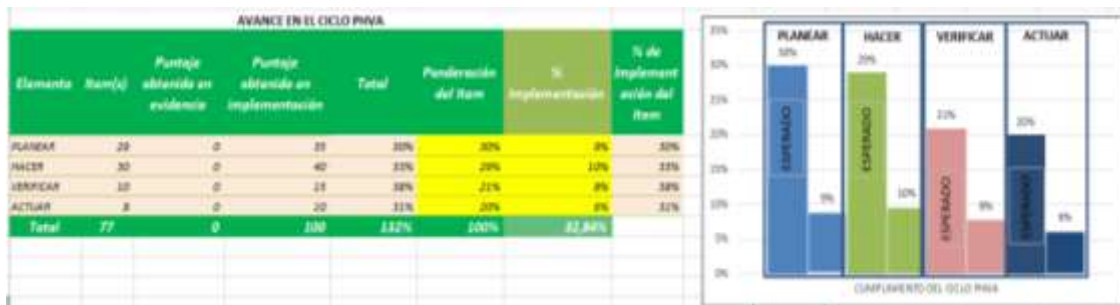 AVANCE EN EL CICLO PHVA
Elemento Item(s) Puntaje obtenido en evidencia Puntaje obtenido en implementación Total Ponderación del Item % Implementación % de Implementación del Item
PLANEAR 29 0 35 30% 30% 9% 30%
HACER 30 0 40 33% 29% 10% 33%
VERIFICAR 10 0 15 38% 21% 8% 38%
ACTUAR 8 0 10 31% 20% 6% 31%
Total 77 0 100 132% 100% 32,84%
PLANEAR HACER VERIFICAR ACTUAR
35%
30%
25%
20%
15%
10%
5%
0%
30% 29% 21% 20%
ESPERADO ESPERADO ESPERADO ESPERADO
9% 10% 8% 6%
CUMPLIMIENTO DEL CICLO PHVA